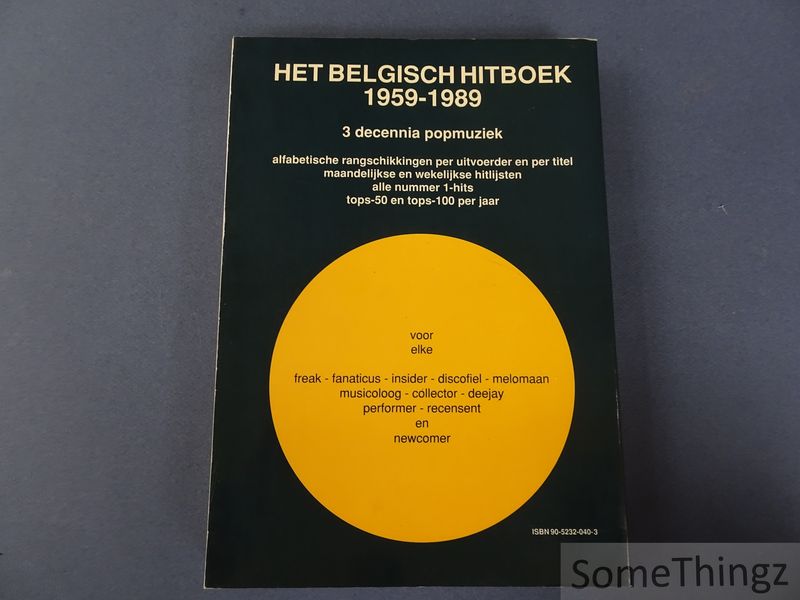 HET BELGISCH HITBOEK
1959-1989
3 decennia popmuziek
alfabetische rangschikkingen per uitvoerder en per titel
maandelijkse en wekelijkse hitlijsten
alle nummer 1-hits
tops-50 en tops-100 per jaar
voor
elke
freak - fanaticus - insider - discofiel - melomaan
musicoloog - collector - deejay
performer - recensent
en
newcomer
ISBN 90-5232-040-3
SomeThingz